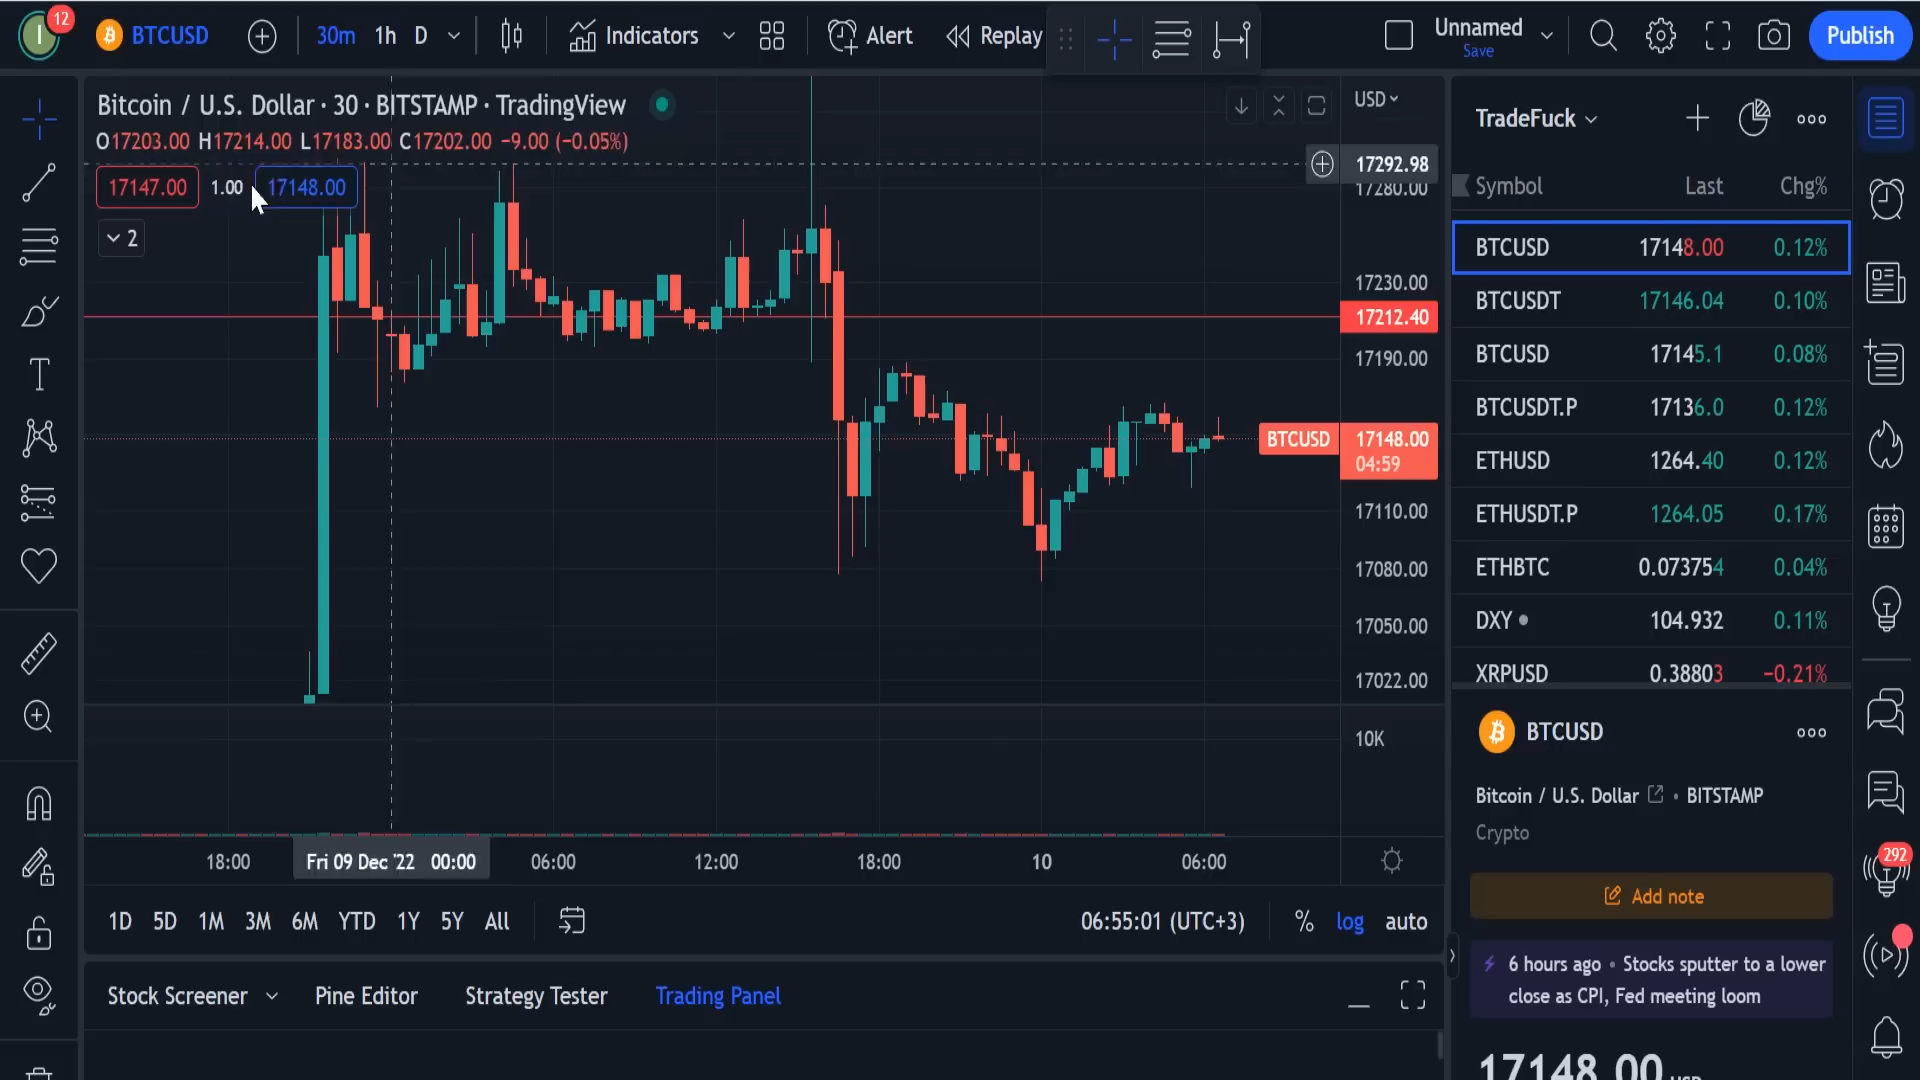 I 12 BTCUSD 30m 1h D Indicators Alert Replay Unnamed Save Publish
Bitcoin / U.S. Dollar · 30 · BITSTAMP · TradingView
O17203.00 H17214.00 L17183.00 C17202.00 −9.00 (−0.05%)
17147.00 1.00 17148.00
2
USD
17292.98
17280.00
17230.00
17212.40
17190.00
BTCUSD 17148.00
04:59
17110.00
17080.00
17050.00
17022.00
10K
18:00 Fri 09 Dec '22 00:00 06:00 12:00 18:00 10 06:00
1D 5D 1M 3M 6M YTD 1Y 5Y All 06:55:01 (UTC+3) % log auto
Stock Screener Pine Editor Strategy Tester Trading Panel
TradeFuck
Symbol Last Chg%
BTCUSD 17148.00 0.12%
BTCUSDT 17146.04 0.10%
BTCUSD 17145.1 0.08%
BTCUSDT.P 17136.0 0.12%
ETHUSD 1264.40 0.12%
ETHUSDT.P 1264.05 0.17%
ETHBTC 0.073754 0.04%
DXY 104.932 0.11%
XRPUSD 0.38803 −0.21%
BTCUSD
Bitcoin / U.S. Dollar • BITSTAMP
Crypto
Add note
6 hours ago • Stocks sputter to a lower
close as CPI, Fed meeting loom
17148.00 USD
292